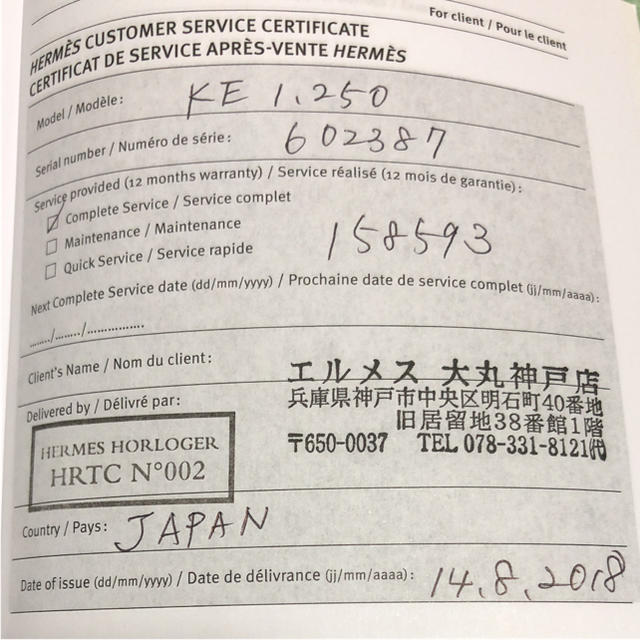 For client / Pour le client
HERMÈS CUSTOMER SERVICE CERTIFICATE
CERTIFICAT DE SERVICE APRÈS-VENTE HERMÈS
Model / Modèle: KE 1.250
Serial number / Numéro de série: 602387
Service provided (12 months warranty) / Service réalisé (12 mois de garantie):
Complete Service / Service complet
Maintenance / Maintenance
Quick Service / Service rapide
158593
Next Complete Service date (dd/mm/yyyy) / Prochaine date de service complet (jj/mm/aaaa):
......../......../...............
Client's Name / Nom du client:
エルメス 大丸神戸店
兵庫県神戸市中央区明石町40番地
旧居留地38番館1階
〒650-0037 TEL 078-331-8121代
Delivered by / Délivré par:
HERMES HORLOGER
HRTC N°002
Country / Pays: JAPAN
Date of issue (dd/mm/yyyy) / Date de délivrance (jj/mm/aaaa): 14.8.2018